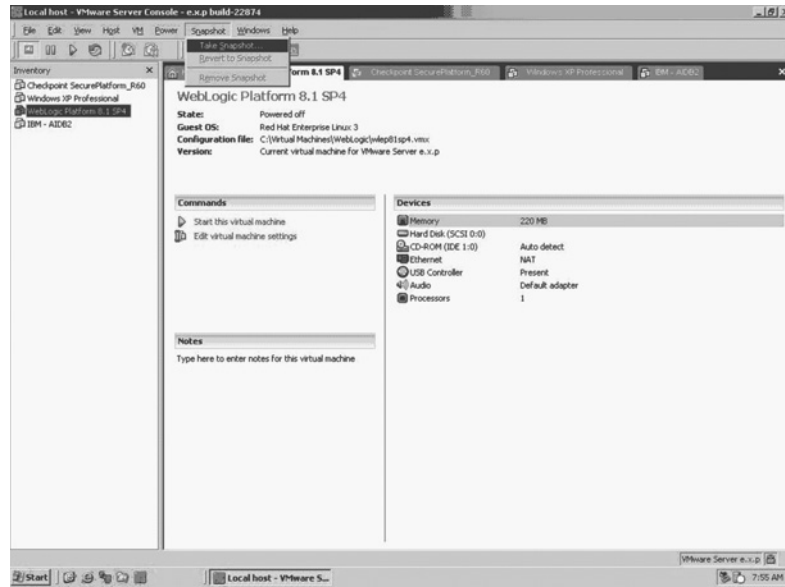 Local host - VMware Server Console - e.x.p build-22874
File Edit View Host VM Power Snapshot Windows Help
Take Snapshot...
Revert to Snapshot
Remove Snapshot
Inventory
Checkpoint SecurePlatform_R60
Windows XP Professional
WebLogic Platform 8.1 SP4
IBM - AIDB2
orm 8.1 SP4 Checkpoint SecurePlatform_R60 Windows XP Professional IBM - AIDB2
WebLogic Platform 8.1 SP4
State: Powered off
Guest OS: Red Hat Enterprise Linux 3
Configuration file: C:\Virtual Machines\WebLogic\wlep81sp4.vmx
Version: Current virtual machine for VMware Server e.x.p
Commands
Start this virtual machine
Edit virtual machine settings
Devices
Memory 220 MB
Hard Disk (SCSI 0:0)
CD-ROM (IDE 1:0) Auto detect
Ethernet NAT
USB Controller Present
Audio Default adapter
Processors 1
Notes
Type here to enter notes for this virtual machine
VMware Server e.x.p
Start
Local host - VMware S...
7:55 AM